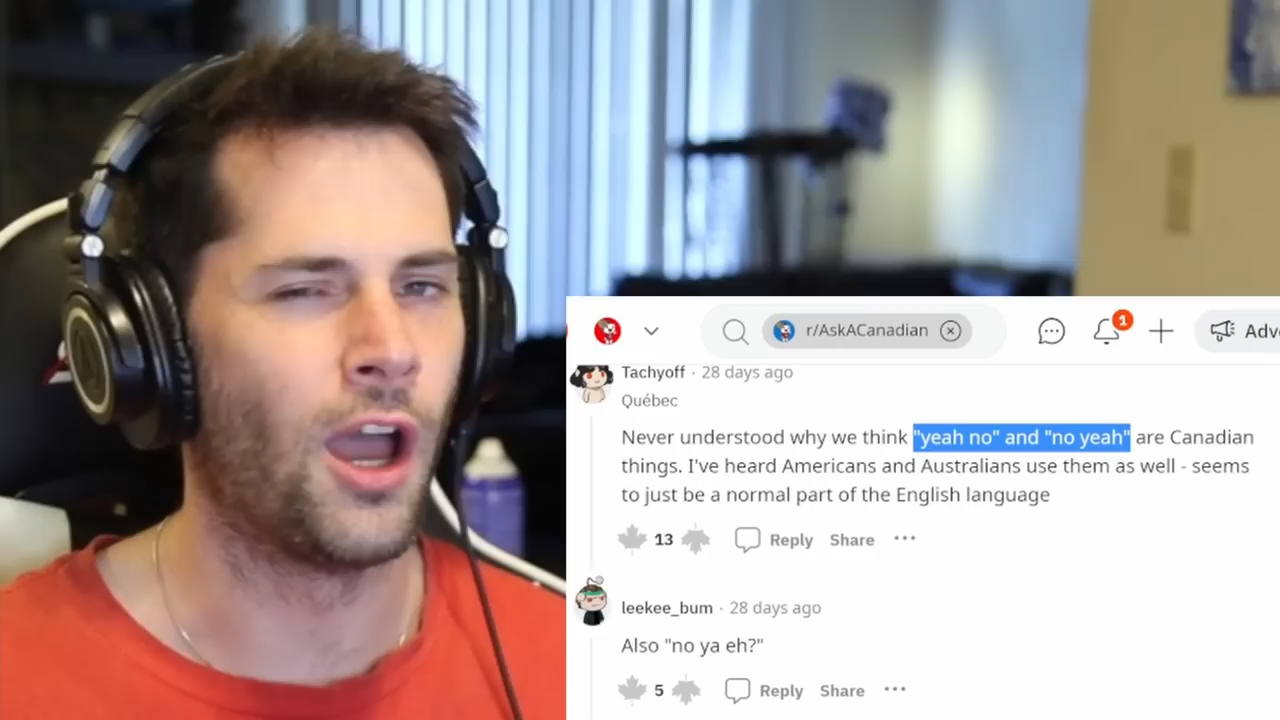 r/AskACanadian
1
Adv
Tachyoff · 28 days ago
Québec
Never understood why we think "yeah no" and "no yeah" are Canadian
things. I've heard Americans and Australians use them as well - seems
to just be a normal part of the English language
13 Reply Share ···
leekee_bum · 28 days ago
Also "no ya eh?"
5 Reply Share ···